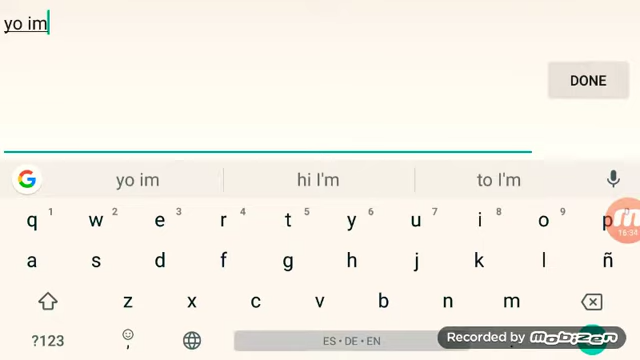 yo im
DONE
yo im hi I'm to I'm
q 1 w 2 e 3 r 4 t 5 y 6 u 7 i 8 o 9 p
16:34
a s d f g h j k l ñ
z x c v b n m
?123 , ES • DE • EN .
Recorded by Mobizen